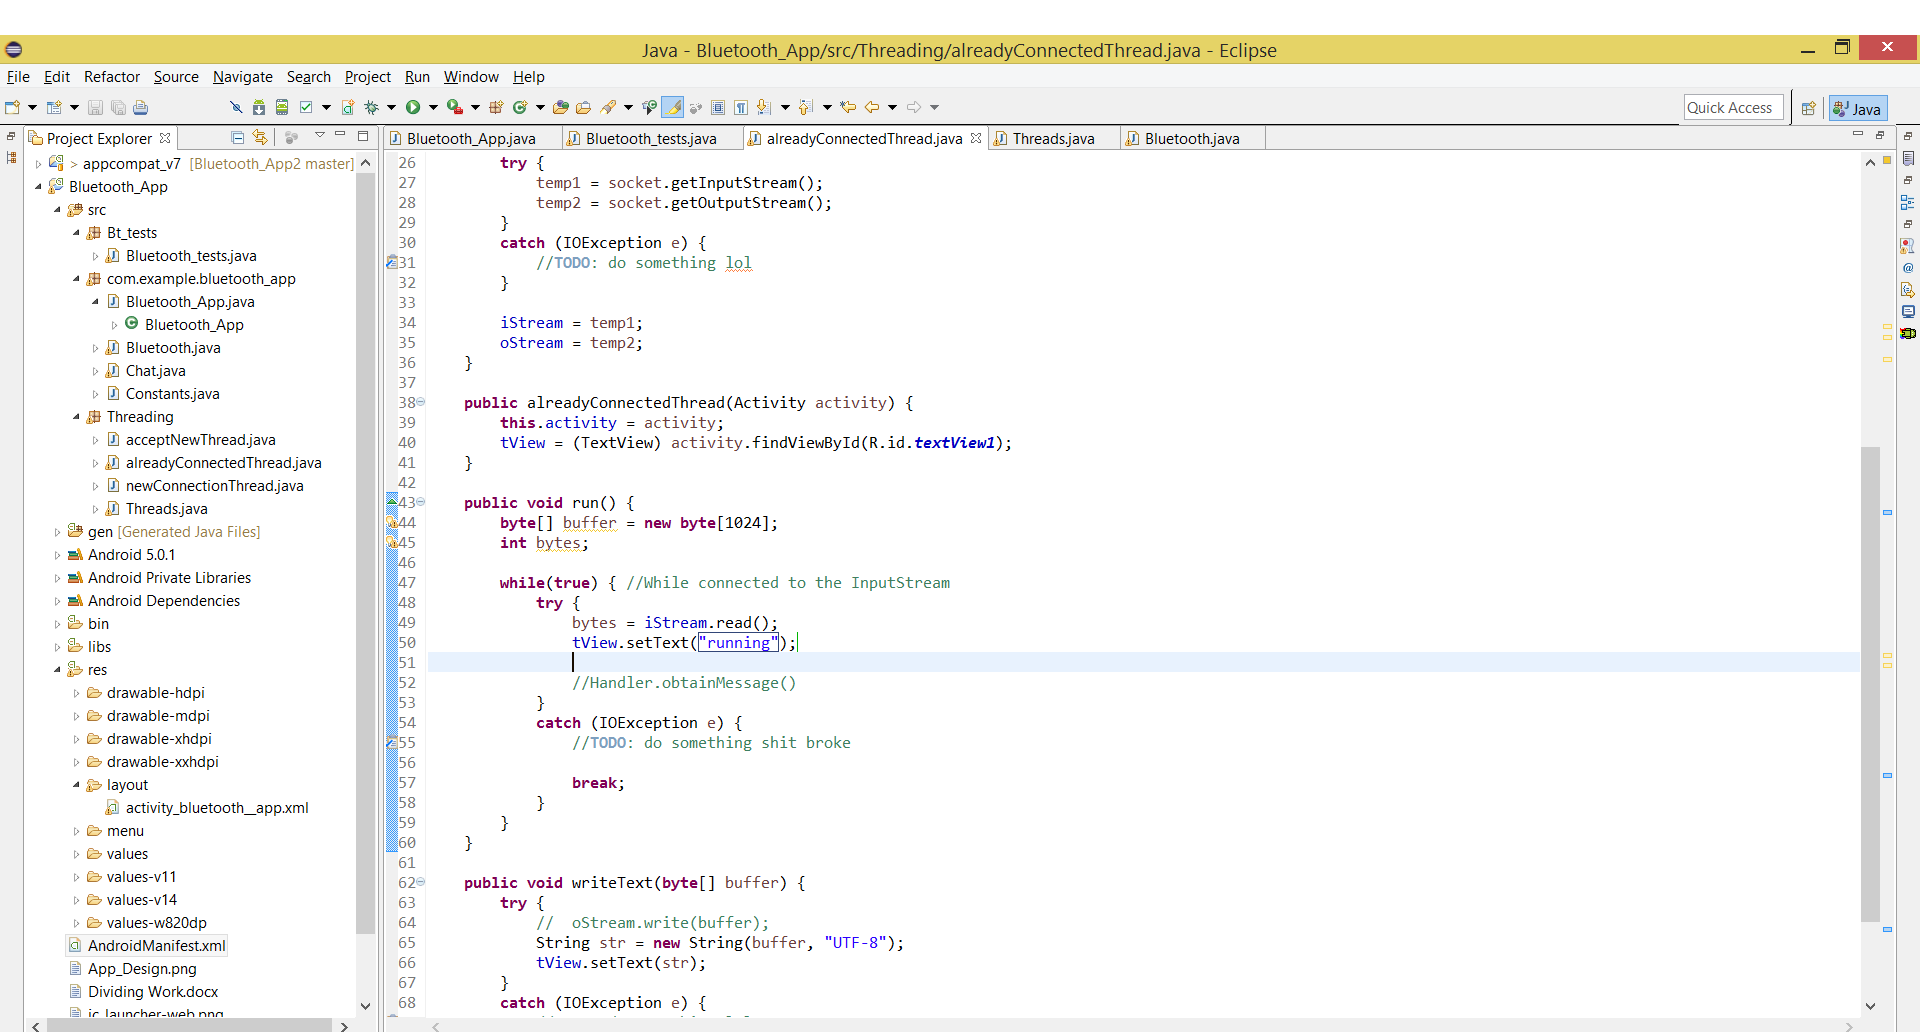 Java - Bluetooth_App/src/Threading/alreadyConnectedThread.java - Eclipse
File Edit Refactor Source Navigate Search Project Run Window Help
Quick Access
Java
Project Explorer
Bluetooth_App.java
Bluetooth_tests.java
alreadyConnectedThread.java
Threads.java
Bluetooth.java
> appcompat_v7 [Bluetooth_App2 master]
Bluetooth_App
src
Bt_tests
Bluetooth_tests.java
com.example.bluetooth_app
Bluetooth_App.java
Bluetooth_App
Bluetooth.java
Chat.java
Constants.java
Threading
acceptNewThread.java
alreadyConnectedThread.java
newConnectionThread.java
Threads.java
gen [Generated Java Files]
Android 5.0.1
Android Private Libraries
Android Dependencies
bin
libs
res
drawable-hdpi
drawable-mdpi
drawable-xhdpi
drawable-xxhdpi
layout
activity_bluetooth__app.xml
menu
values
values-v11
values-v14
values-w820dp
AndroidManifest.xml
App_Design.png
Dividing Work.docx
ic_launcher-web.png
26 try {
27 temp1 = socket.getInputStream();
28 temp2 = socket.getOutputStream();
29 }
30 catch (IOException e) {
31 //TODO: do something lol
32 }
33
34 iStream = temp1;
35 oStream = temp2;
36 }
37
38 public alreadyConnectedThread(Activity activity) {
39 this.activity = activity;
40 tView = (TextView) activity.findViewById(R.id.textView1);
41 }
42
43 public void run() {
44 byte[] buffer = new byte[1024];
45 int bytes;
46
47 while(true) { //While connected to the InputStream
48 try {
49 bytes = iStream.read();
50 tView.setText("running");
51
52 //Handler.obtainMessage()
53 }
54 catch (IOException e) {
55 //TODO: do something shit broke
56
57 break;
58 }
59 }
60 }
61
62 public void writeText(byte[] buffer) {
63 try {
64 // oStream.write(buffer);
65 String str = new String(buffer, "UTF-8");
66 tView.setText(str);
67 }
68 catch (IOException e) {